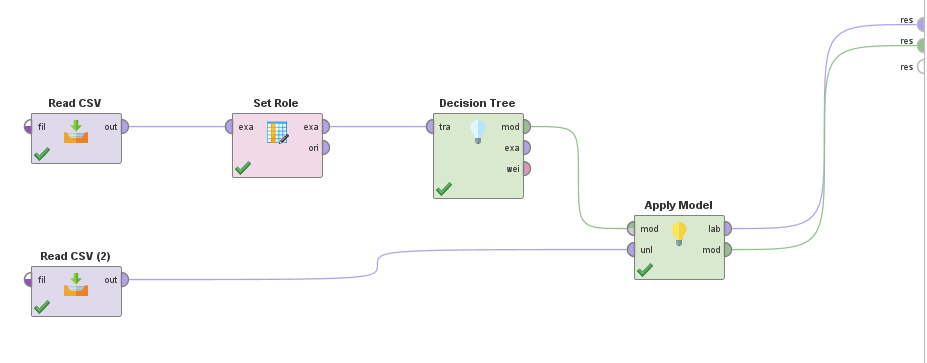 res
res
res
Read CSV
fil
out
Set Role
exa
exa
ori
Decision Tree
tra
mod
exa
wei
Apply Model
mod
lab
unl
mod
Read CSV (2)
fil
out